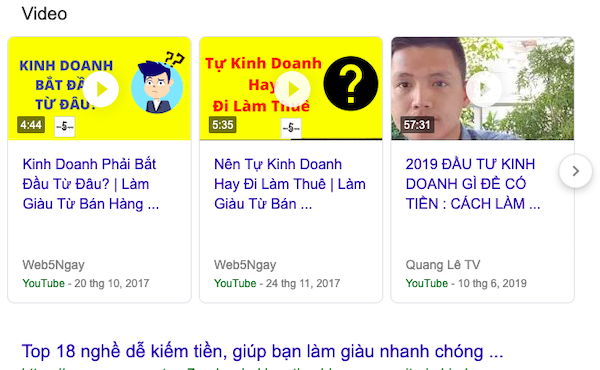 Video
KINH DOANH
BẮT ĐẦU
TỪ ĐÂU?
??
4:44
--§--
Tự Kinh Doanh
Hay
Đi Làm Thuê
?
5:35
--§--
57:31
Kinh Doanh Phải Bắt
Đầu Từ Đâu? | Làm
Giàu Từ Bán Hàng ...
Web5Ngay
YouTube - 20 thg 10, 2017
Nên Tự Kinh Doanh
Hay Đi Làm Thuê | Làm
Giàu Từ Bán ...
Web5Ngay
YouTube - 24 thg 11, 2017
2019 ĐẦU TƯ KINH
DOANH GÌ ĐỂ CÓ
TIỀN : CÁCH LÀM ...
Quang Lê TV
YouTube - 10 thg 6, 2019
Top 18 nghề dễ kiếm tiền, giúp bạn làm giàu nhanh chóng ...